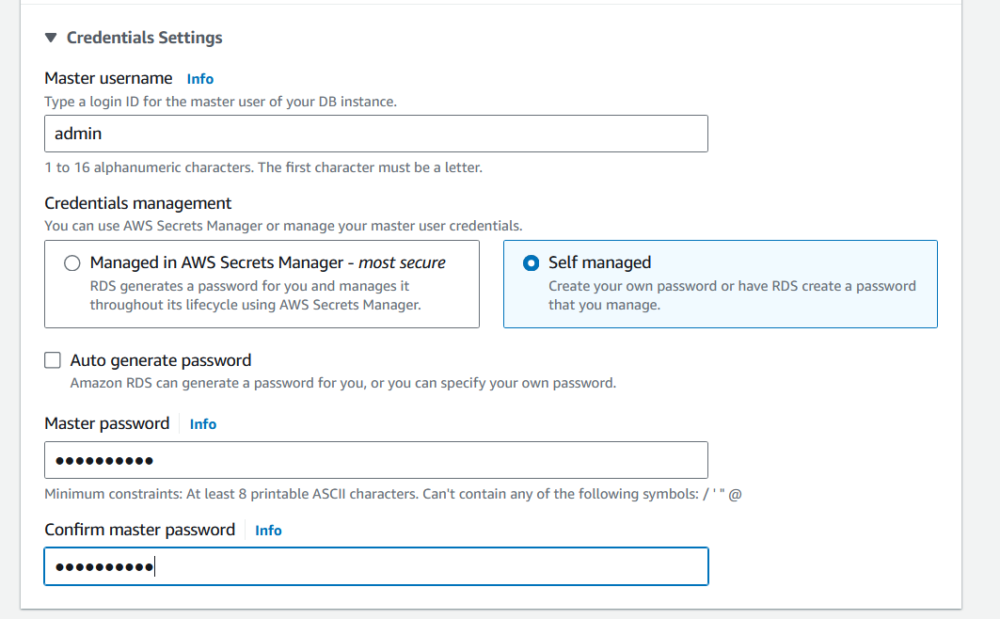 Credentials Settings
Master username Info
Type a login ID for the master user of your DB instance.
admin
1 to 16 alphanumeric characters. The first character must be a letter.
Credentials management
You can use AWS Secrets Manager or manage your master user credentials.
Managed in AWS Secrets Manager - most secure
RDS generates a password for you and manages it
throughout its lifecycle using AWS Secrets Manager.
Self managed
Create your own password or have RDS create a password
that you manage.
Auto generate password
Amazon RDS can generate a password for you, or you can specify your own password.
Master password Info
••••••••••
Minimum constraints: At least 8 printable ASCII characters. Can't contain any of the following symbols: / ' " @
Confirm master password Info
••••••••••